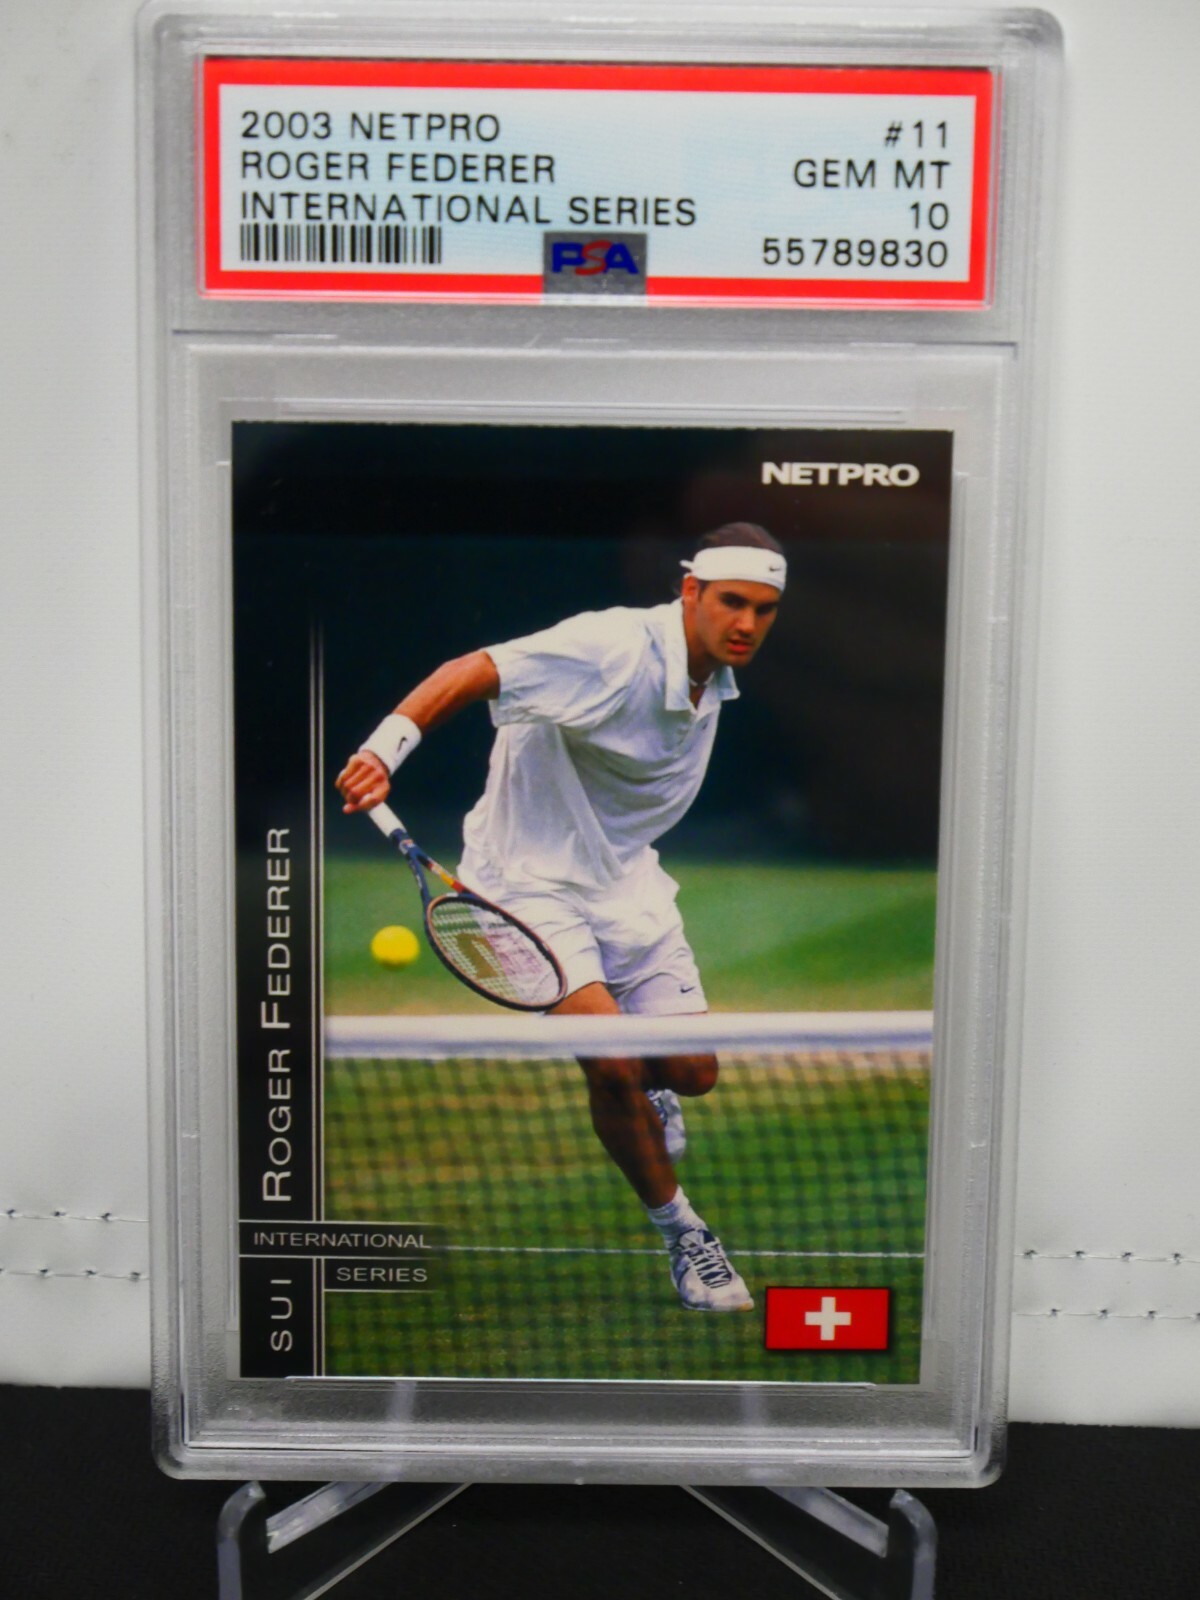 2003 NETPRO #11
ROGER FEDERER GEM MT
INTERNATIONAL SERIES 10
PSA 55789830
NETPRO
ROGER FEDERER
INTERNATIONAL
SERIES
SUI